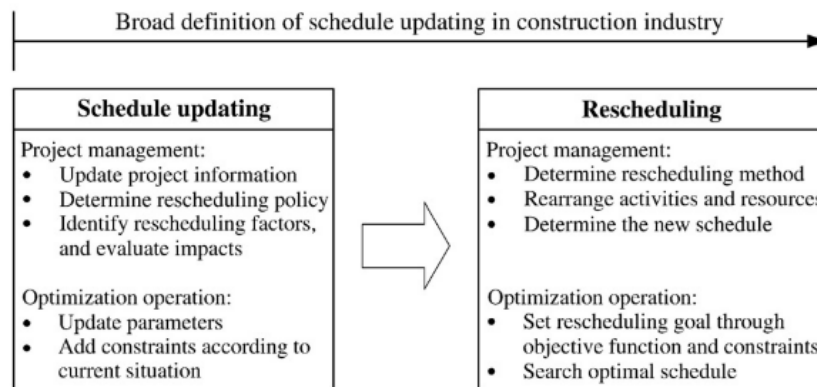 Broad definition of schedule updating in construction industry
Schedule updating
Project management:
• Update project information
• Determine rescheduling policy
• Identify rescheduling factors,
and evaluate impacts
Optimization operation:
• Update parameters
• Add constraints according to
current situation
Rescheduling
Project management:
• Determine rescheduling method
• Rearrange activities and resources
• Determine the new schedule
Optimization operation:
• Set rescheduling goal through
objective function and constraints
• Search optimal schedule